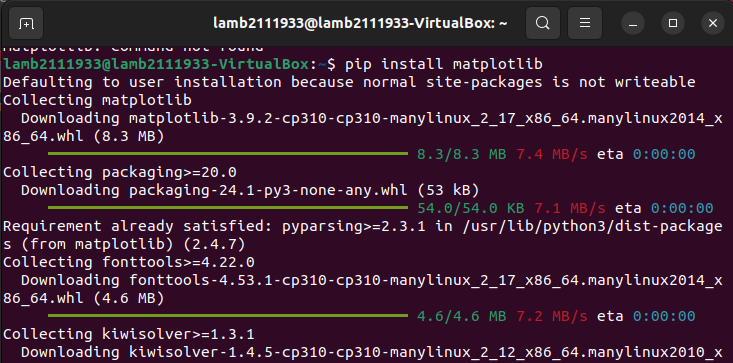 lamb2111933@lamb2111933-VirtualBox: ~
Matplotlib: command not found
lamb2111933@lamb2111933-VirtualBox:~$ pip install matplotlib
Defaulting to user installation because normal site-packages is not writeable
Collecting matplotlib
  Downloading matplotlib-3.9.2-cp310-cp310-manylinux_2_17_x86_64.manylinux2014_x
86_64.whl (8.3 MB)
8.3/8.3 MB 7.4 MB/s eta 0:00:00
Collecting packaging>=20.0
  Downloading packaging-24.1-py3-none-any.whl (53 kB)
54.0/54.0 KB 7.1 MB/s eta 0:00:00
Requirement already satisfied: pyparsing>=2.3.1 in /usr/lib/python3/dist-package
s (from matplotlib) (2.4.7)
Collecting fonttools>=4.22.0
  Downloading fonttools-4.53.1-cp310-cp310-manylinux_2_17_x86_64.manylinux2014_x
86_64.whl (4.6 MB)
4.6/4.6 MB 7.2 MB/s eta 0:00:00
Collecting kiwisolver>=1.3.1
  Downloading kiwisolver-1.4.5-cp310-cp310-manylinux_2_12_x86_64.manylinux2010_x